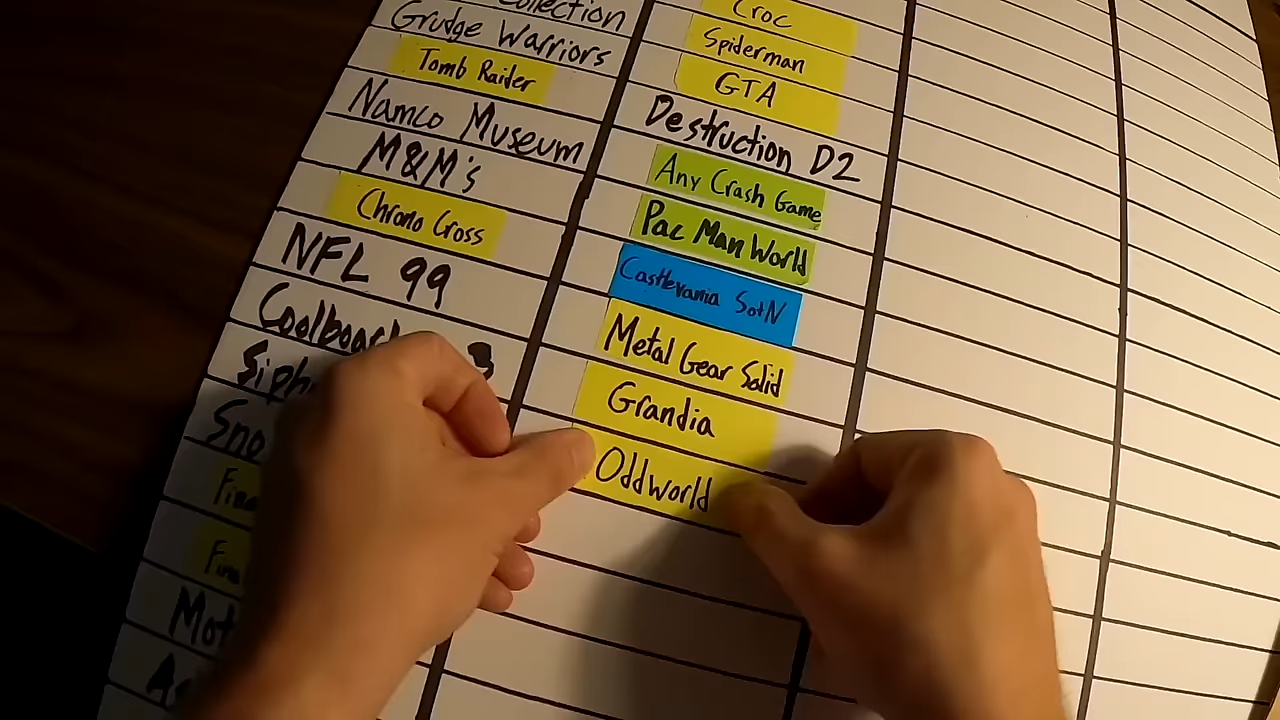 Collection
Grudge Warriors
Tomb Raider
Namco Museum
M&M's
Chrono Cross
NFL 99
3
Croc
Spiderman
GTA
Destruction D2
Any Crash Game
Pac Man World
Castlevania SotN
Metal Gear Solid
Grandia
Oddworld